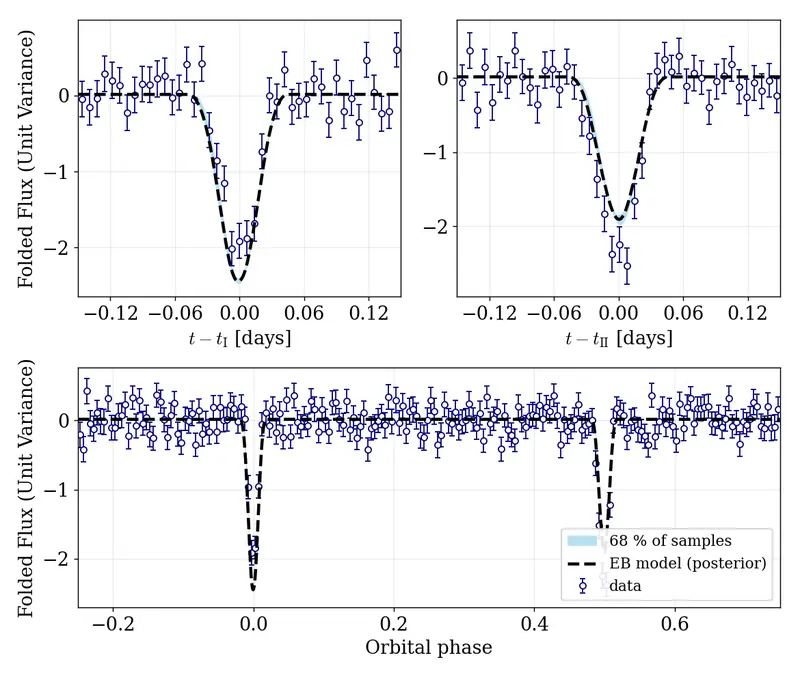 Folded Flux (Unit Variance)
0
−1
−2
−0.12 −0.06 0.00 0.06 0.12
t − tI [days]
0
−1
−2
−0.12 −0.06 0.00 0.06 0.12
t − tII [days]
Folded Flux (Unit Variance)
0
−1
−2
68 % of samples
EB model (posterior)
data
−0.2 0.0 0.2 0.4 0.6
Orbital phase